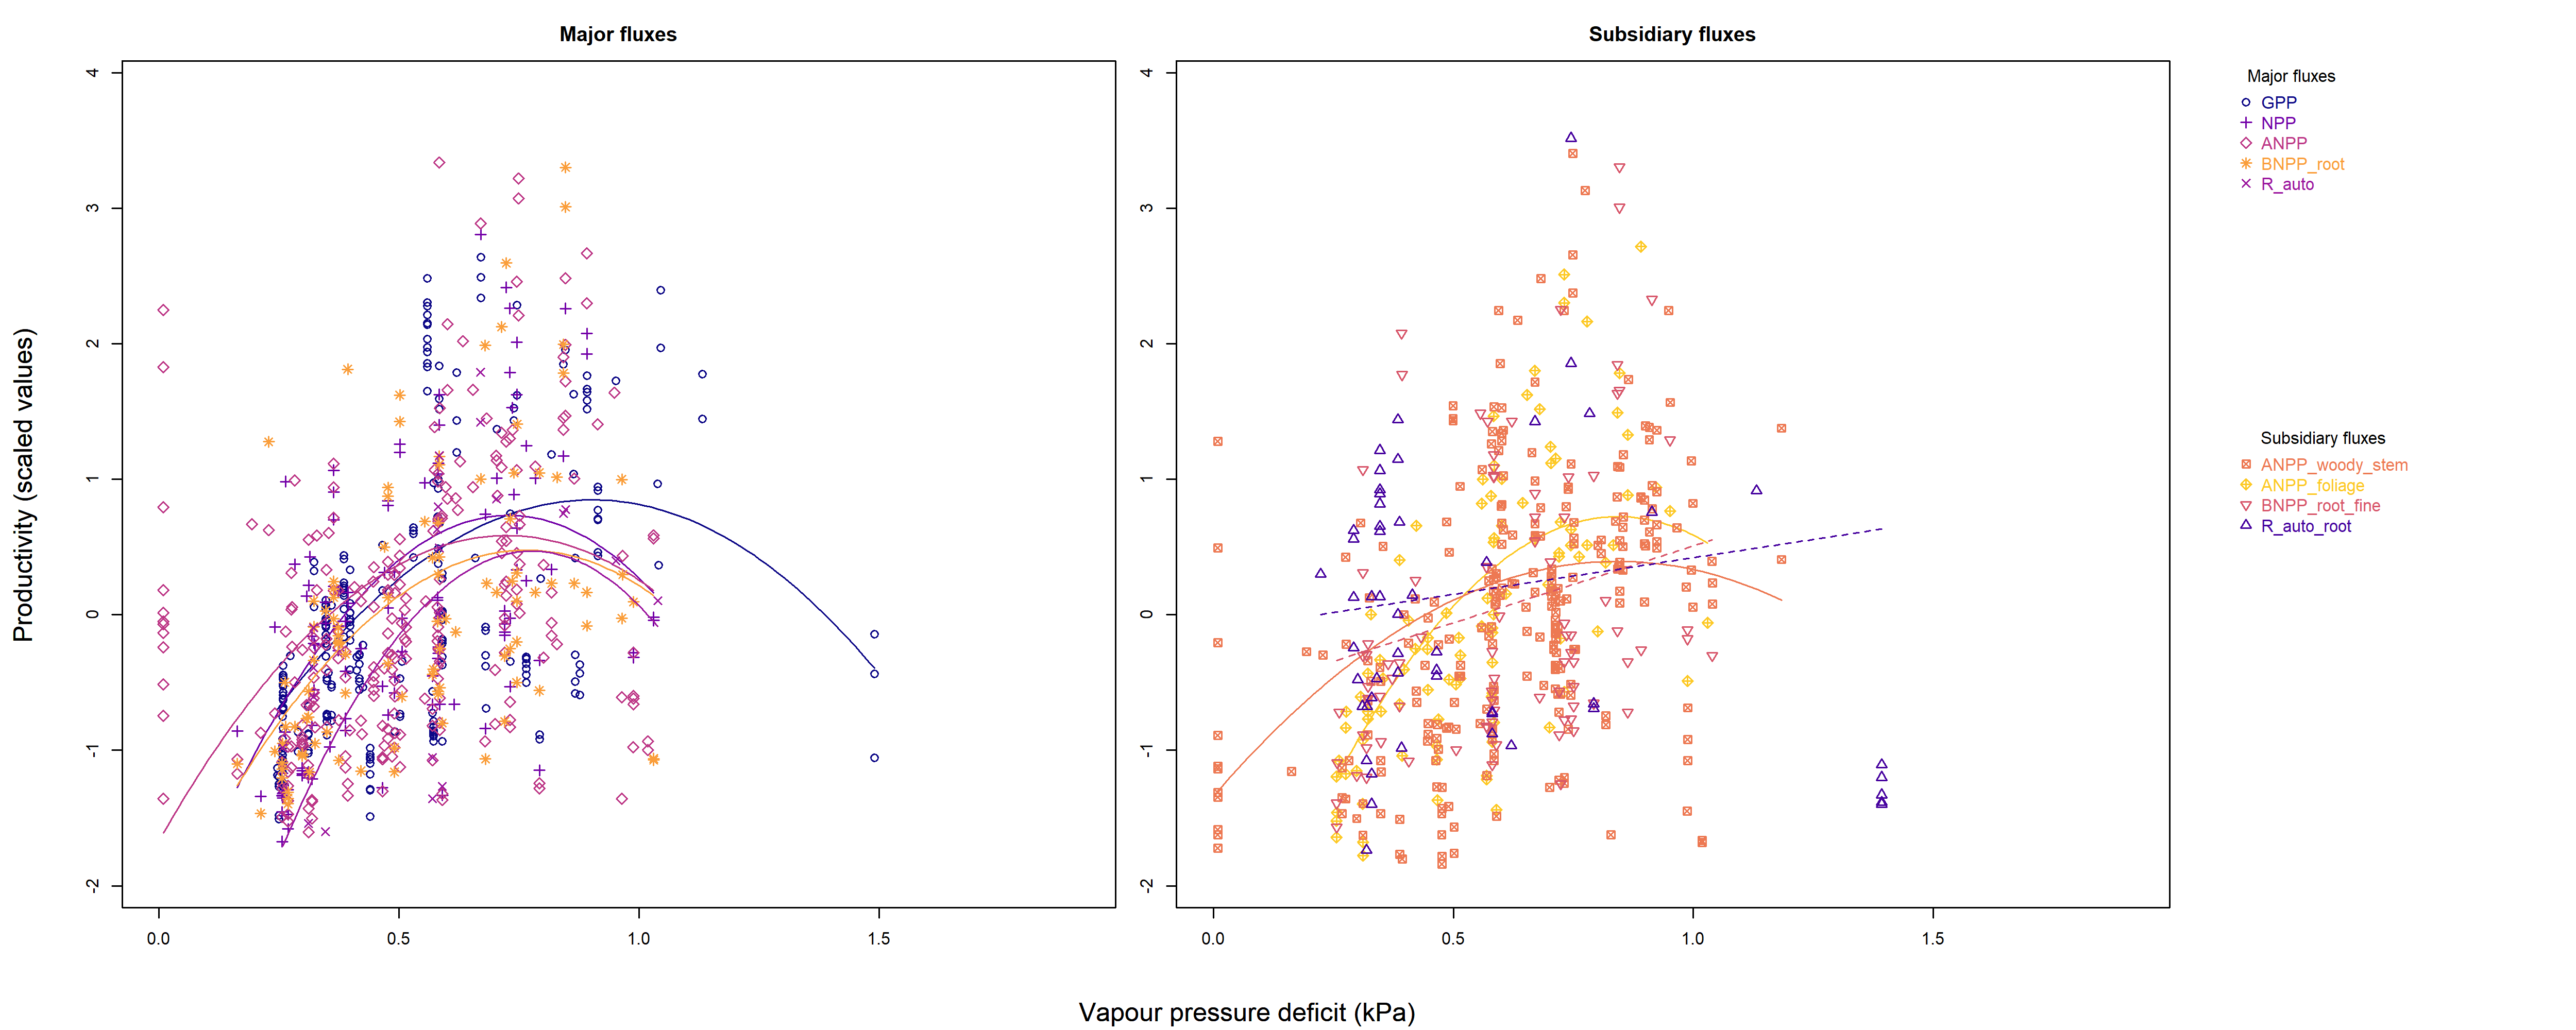 Major fluxes
Subsidiary fluxes
Productivity (scaled values)
4
3
2
1
0
-1
-2
0.0
0.5
1.0
1.5
4
3
2
1
0
-1
-2
0.0
0.5
1.0
1.5
Vapour pressure deficit (kPa)
Major fluxes
GPP
NPP
ANPP
BNPP_root
R_auto
Subsidiary fluxes
ANPP_woody_stem
ANPP_foliage
BNPP_root_fine
R_auto_root